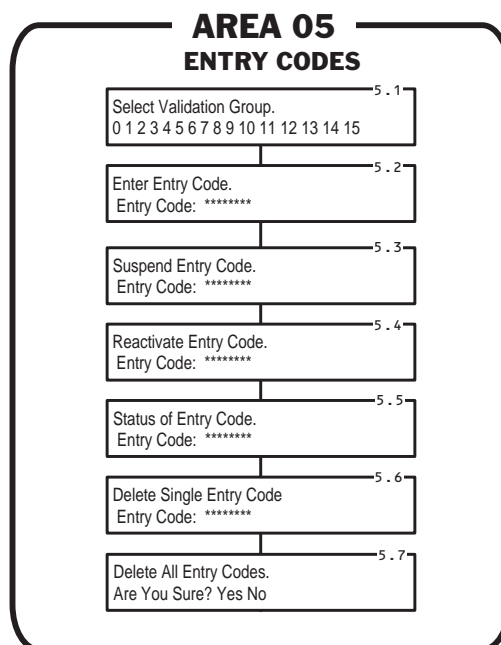 AREA 05
ENTRY CODES
5.1
Select Validation Group.
0 1 2 3 4 5 6 7 8 9 10 11 12 13 14 15
5.2
Enter Entry Code.
Entry Code: ********
5.3
Suspend Entry Code.
Entry Code: ********
5.4
Reactivate Entry Code.
Entry Code: ********
5.5
Status of Entry Code.
Entry Code: ********
5.6
Delete Single Entry Code
Entry Code: ********
5.7
Delete All Entry Codes.
Are You Sure? Yes No